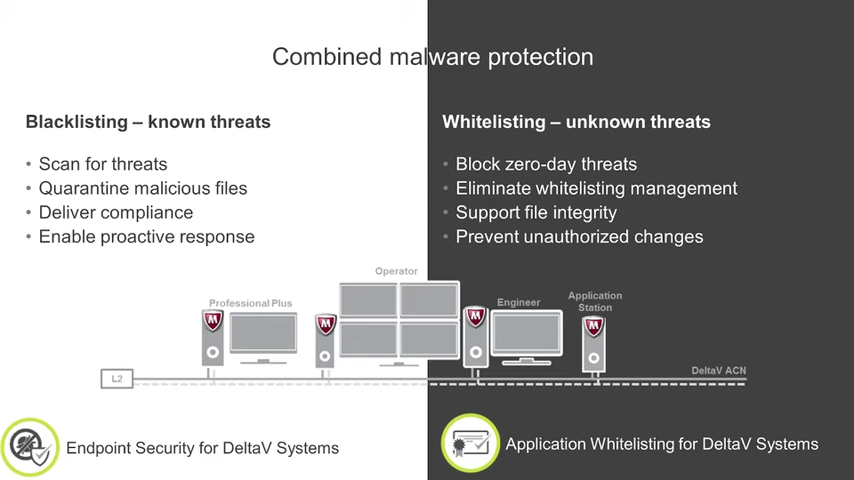 Combined malware protection
Blacklisting – known threats
• Scan for threats
• Quarantine malicious files
• Deliver compliance
• Enable proactive response
Whitelisting – unknown threats
• Block zero-day threats
• Eliminate whitelisting management
• Support file integrity
• Prevent unauthorized changes
Professional Plus
Operator
Engineer
Application
Station
M
M
M
M
L2
DeltaV ACN
Endpoint Security for DeltaV Systems
Application Whitelisting for DeltaV Systems